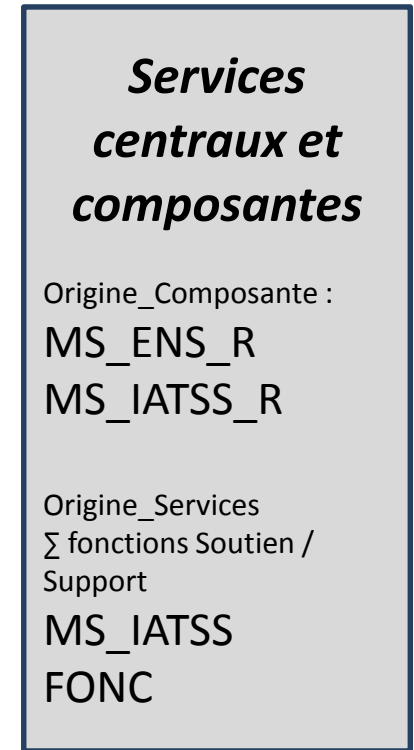 Services
centraux et
composantes
Origine_Composante :
MS_ENS_R
MS_IATSS_R
Origine_Services
∑ fonctions Soutien /
Support
MS_IATSS
FONC